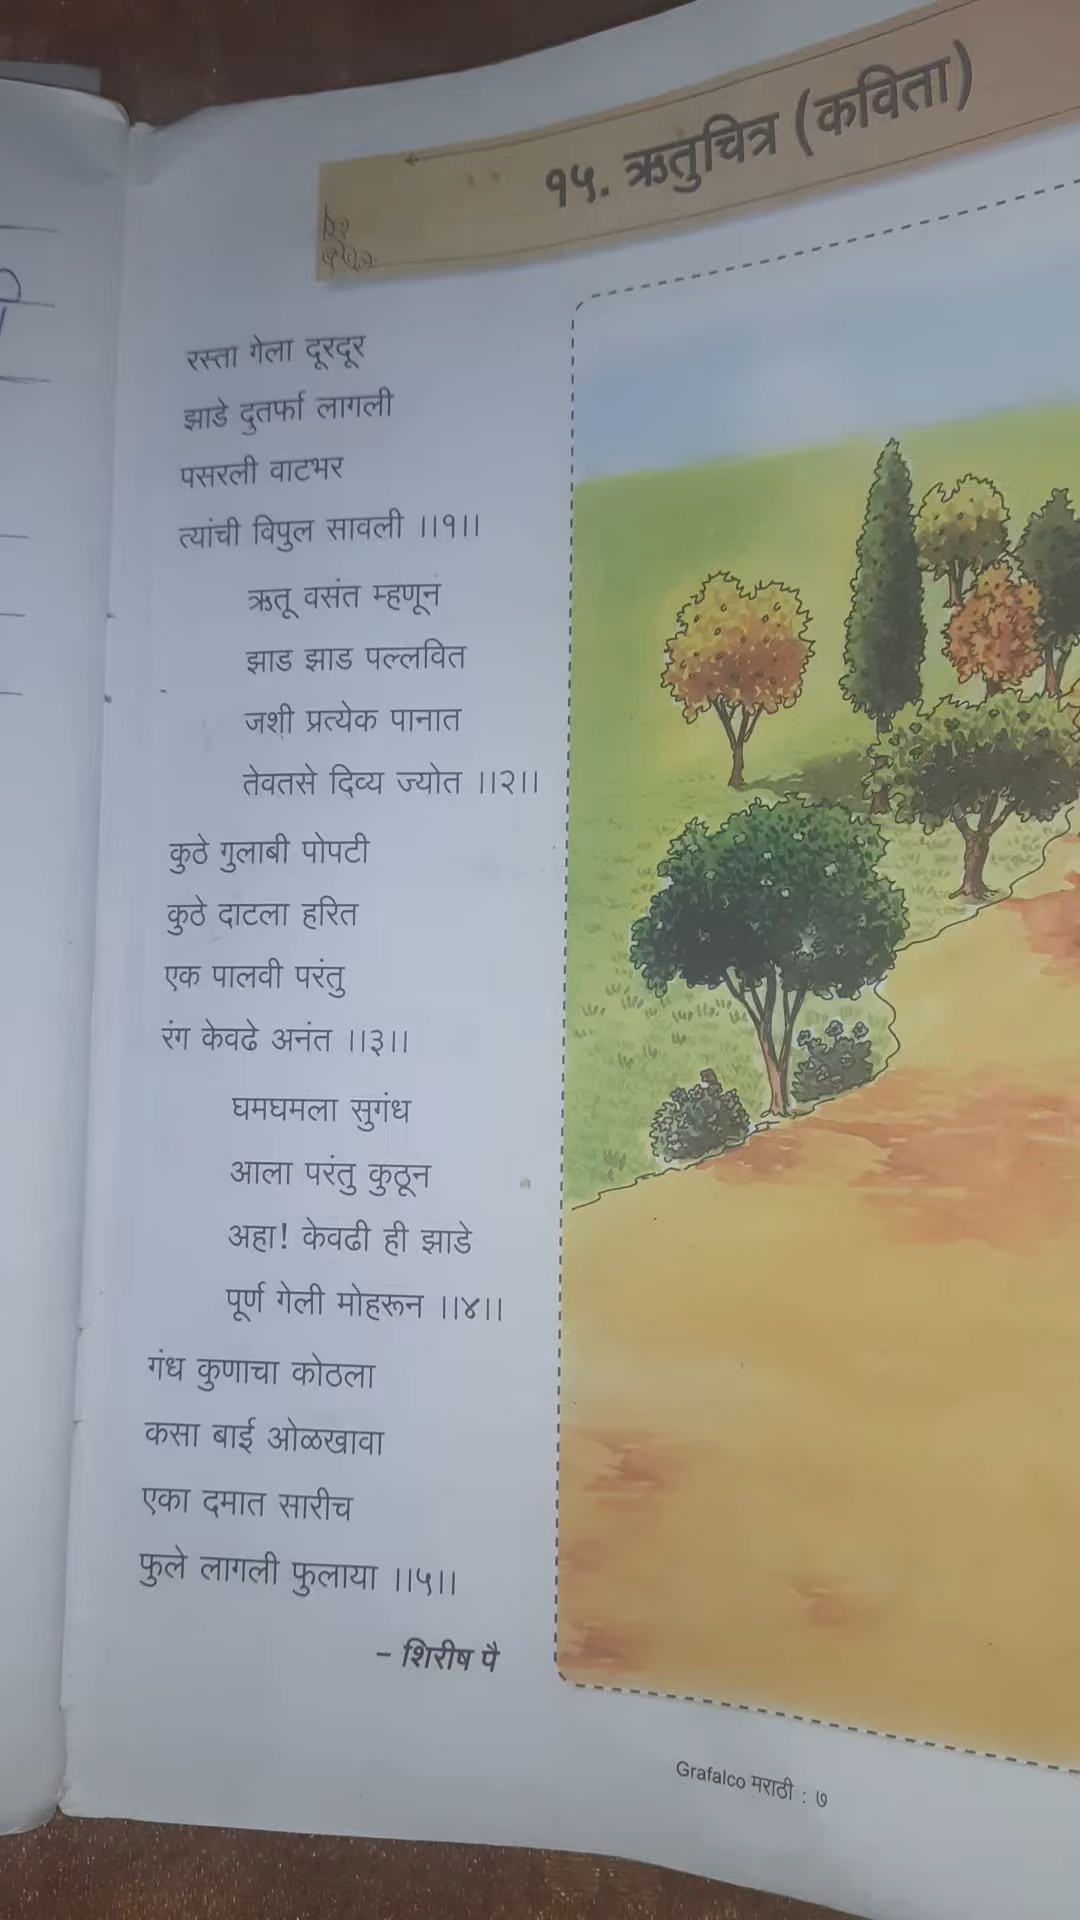 १५. ऋतुचित्र (कविता)
रस्ता गेला दूरदूर
झाडे दुतर्फा लागली
पसरली वाटभर
त्यांची विपुल सावली ।।१।।
ऋतू वसंत म्हणून
झाड झाड पल्लवित
जशी प्रत्येक पानात
तेवतसे दिव्य ज्योत ।।२।।
कुठे गुलाबी पोपटी
कुठे दाटला हरित
एक पालवी परंतु
रंग केवढे अनंत ।।३।।
घमघमला सुगंध
आला परंतु कुठून
अहा! केवढी ही झाडे
पूर्ण गेली मोहरून ।।४।।
गंध कुणाचा कोठला
कसा बाई ओळखावा
एका दमात सारीच
फुले लागली फुलाया ।।५।।
– शिरीष पै
Grafalco मराठी : ७